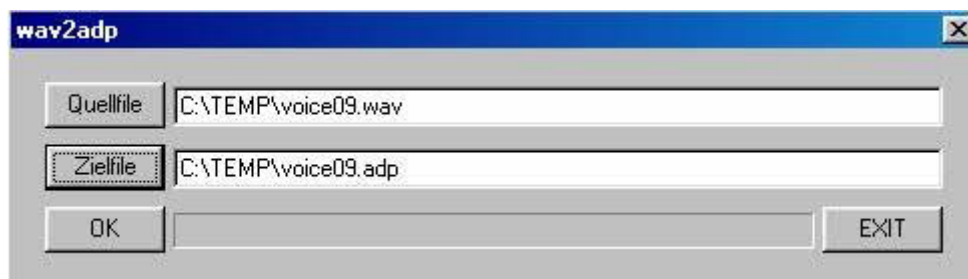 wav2adp
Quellfile C:\TEMP\voice09.wav
Zielfile C:\TEMP\voice09.adp
OK EXIT